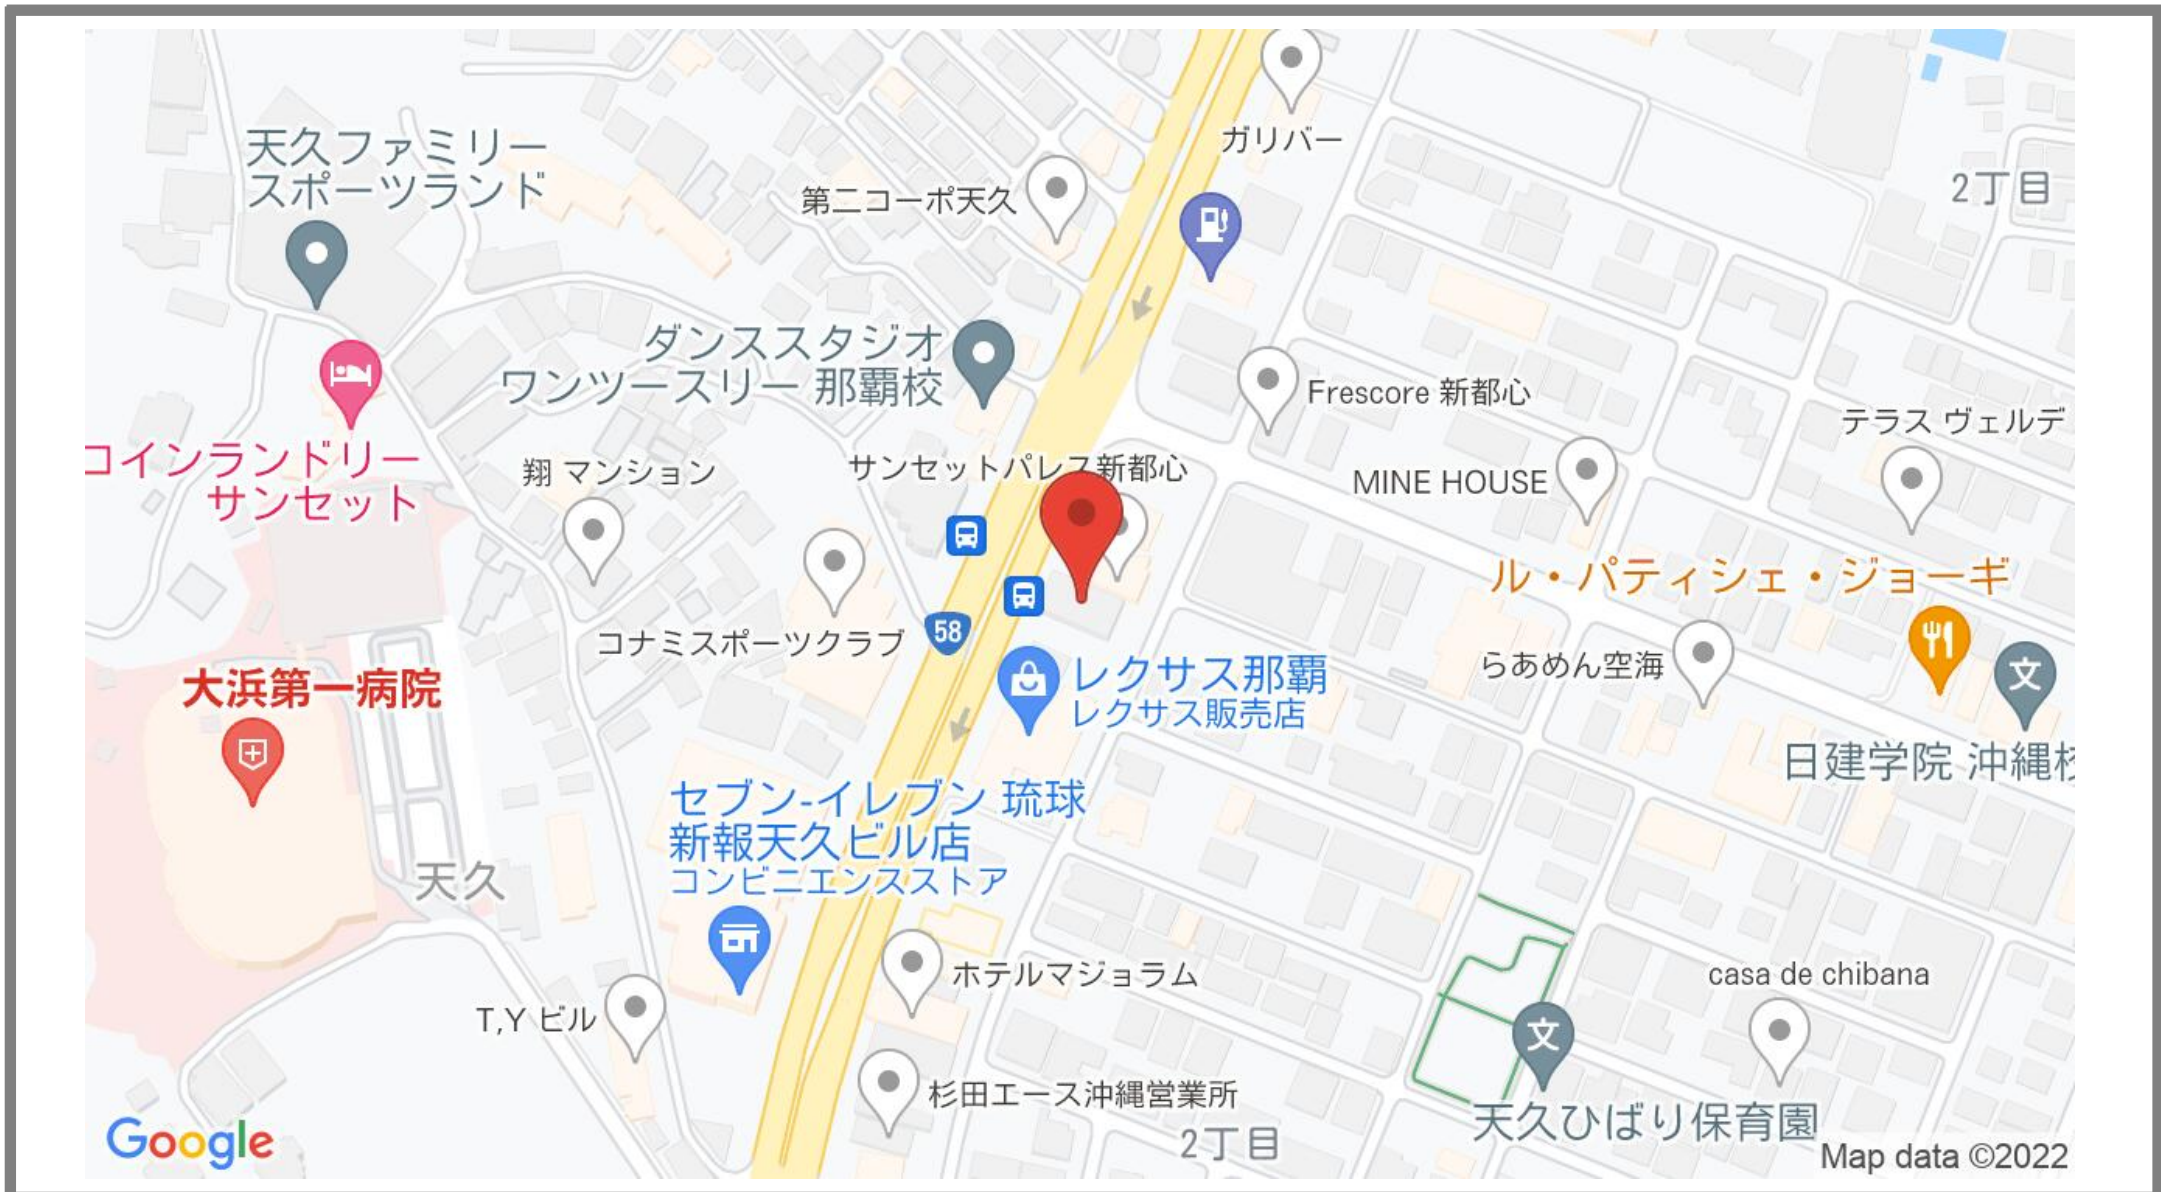 ガリバー
天久ファミリー
スポーツランド
第二コーポ天久
2丁目
ダンススタジオ
ワンツースリー 那覇校
Frescore 新都心
テラス ヴェルデ
コインランドリー
サンセット
翔 マンション
サンセットパレス新都心
MINE HOUSE
ル・パティシェ・ジョーギ
コナミスポーツクラブ
58
らあめん空海
文
大浜第一病院
レクサス那覇
レクサス販売店
日建学院 沖縄校
セブン-イレブン 琉球
新報天久ビル店
コンビニエンスストア
天久
ホテルマジョラム
casa de chibana
T,Y ビル
文
杉田エース沖縄営業所
天久ひばり保育園
2丁目
Google
Map data ©2022